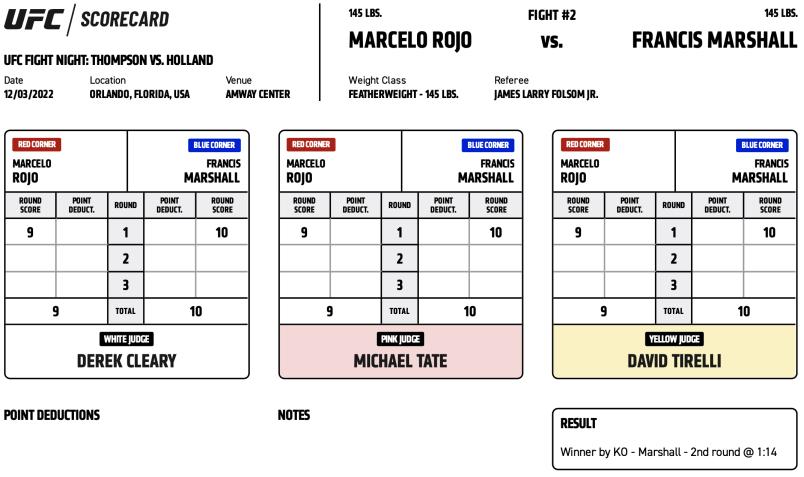 UFC SCORECARD
UFC FIGHT NIGHT: THOMPSON VS. HOLLAND
Date Location Venue
12/03/2022 ORLANDO, FLORIDA, USA AMWAY CENTER
145 LBS. FIGHT #2 145 LBS.
MARCELO ROJO VS. FRANCIS MARSHALL
Weight Class Referee
FEATHERWEIGHT - 145 LBS. JAMES LARRY FOLSOM JR.
RED CORNER BLUE CORNER
MARCELO FRANCIS
ROJO MARSHALL
ROUND POINT ROUND POINT ROUND
SCORE DEDUCT. DEDUCT. SCORE
9 1 10
2
3
9 TOTAL 10
WHITE JUDGE
DEREK CLEARY
RED CORNER BLUE CORNER
MARCELO FRANCIS
ROJO MARSHALL
ROUND POINT ROUND POINT ROUND
SCORE DEDUCT. DEDUCT. SCORE
9 1 10
2
3
9 TOTAL 10
PINK JUDGE
MICHAEL TATE
RED CORNER BLUE CORNER
MARCELO FRANCIS
ROJO MARSHALL
ROUND POINT ROUND POINT ROUND
SCORE DEDUCT. DEDUCT. SCORE
9 1 10
2
3
9 TOTAL 10
YELLOW JUDGE
DAVID TIRELLI
POINT DEDUCTIONS
NOTES
RESULT
Winner by KO - Marshall - 2nd round @ 1:14